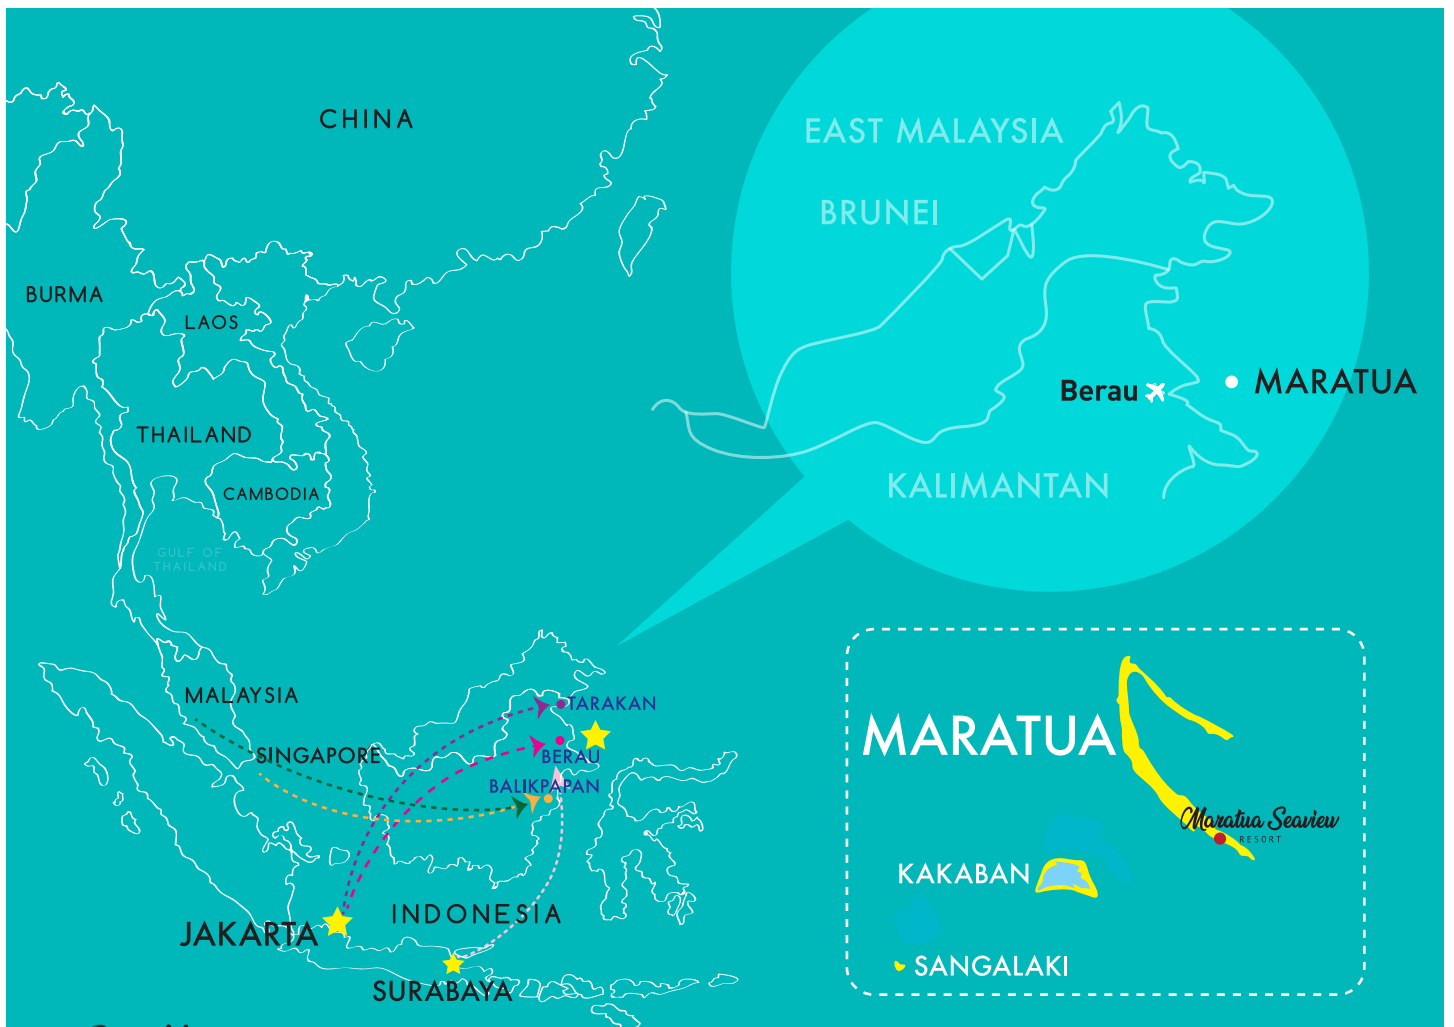 CHINA
EAST MALAYSIA
BRUNEI
BURMA
LAOS
Berau
MARATUA
THAILAND
KALIMANTAN
CAMBODIA
GULF OF
THAILAND
MALAYSIA
TARAKAN
SINGAPORE
BERAU
BALIKPAPAN
MARATUA
Maratua Seaview
RESORT
KAKABAN
INDONESIA
JAKARTA
SANGALAKI
SURABAYA